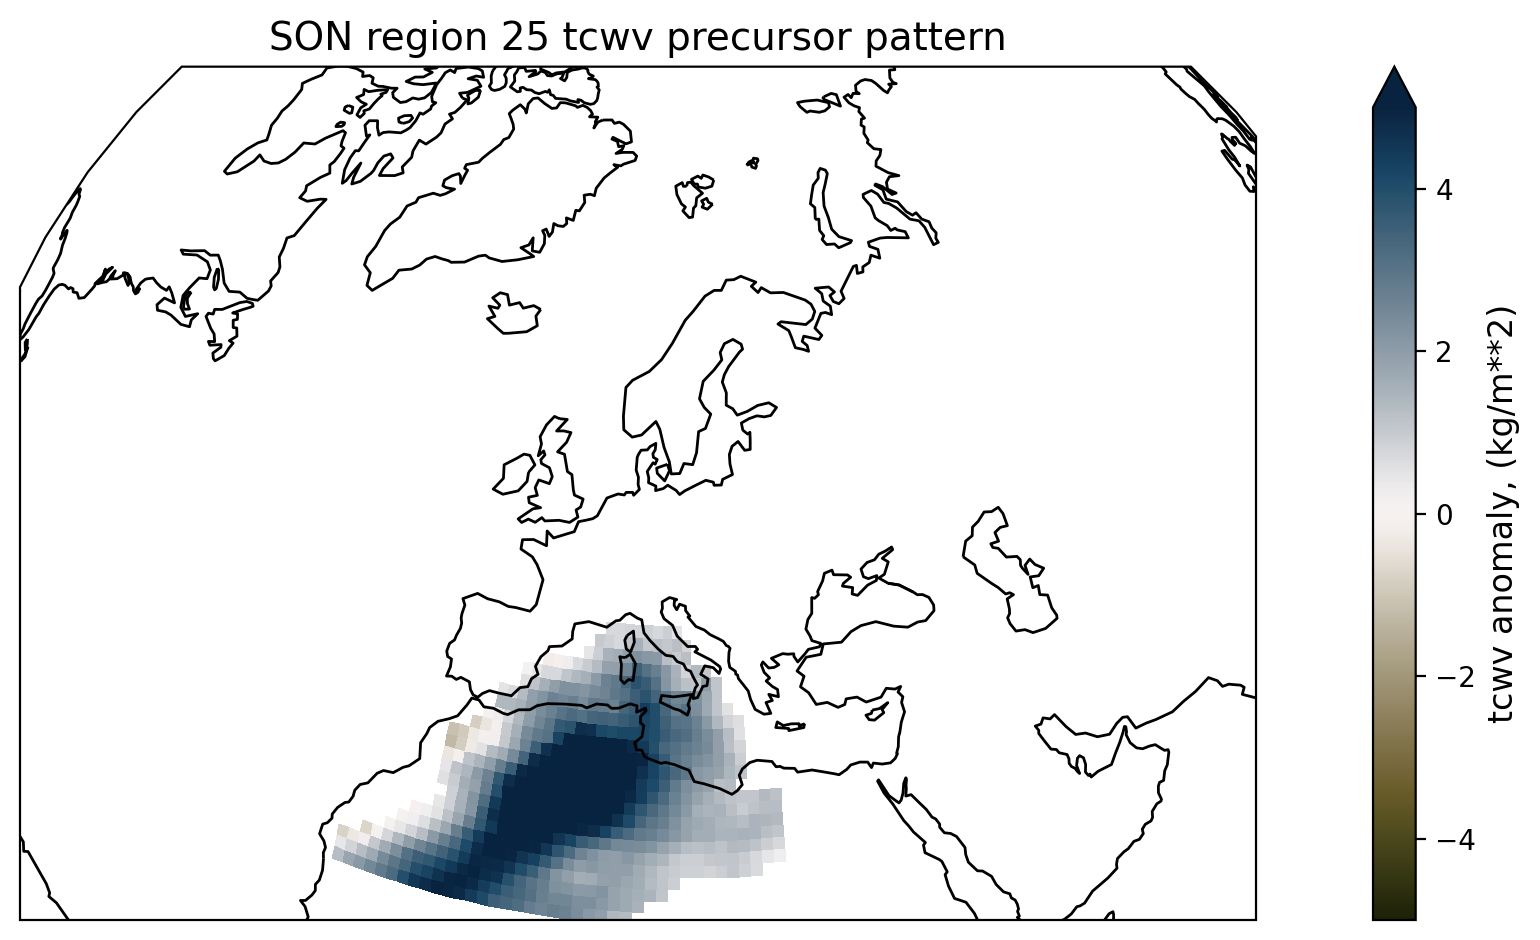 SON region 25 tcwv precursor pattern
4
2
0
−2
−4
tcwv anomaly, (kg/m**2)